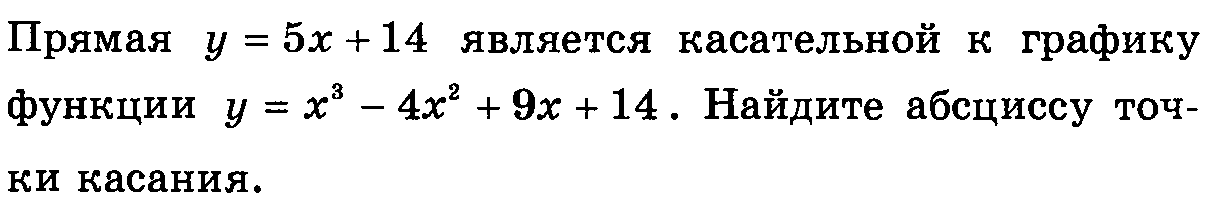 Прямая y = 5x + 14 является касательной к графику
функции y = x³ − 4x² + 9x + 14 . Найдите абсциссу точ-
ки касания.